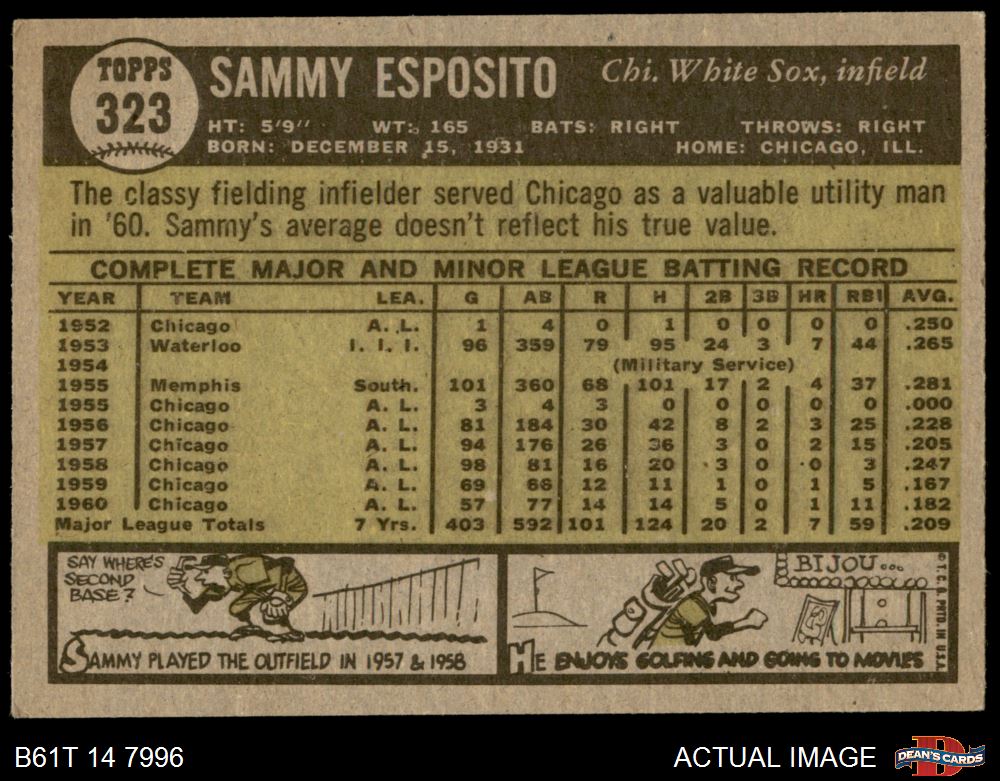 TOPPS
323
SAMMY ESPOSITO
Chi. White Sox, infield
HT: 5'9" WT: 165 BATS: RIGHT THROWS: RIGHT
BORN: DECEMBER 15, 1931 HOME: CHICAGO, ILL.
The classy fielding infielder served Chicago as a valuable utility man
in '60. Sammy's average doesn't reflect his true value.
COMPLETE MAJOR AND MINOR LEAGUE BATTING RECORD
YEAR TEAM LEA. G AB R H 2B 3B HR RBI AVG.
1952 Chicago A. L. 1 4 0 1 0 0 0 0 .250
1953 Waterloo I. I. I. 96 359 79 95 24 3 7 44 .265
1954 (Military Service)
1955 Memphis South. 101 360 68 101 17 2 4 37 .281
1955 Chicago A. L. 3 4 3 0 0 0 0 0 .000
1956 Chicago A. L. 81 184 30 42 8 2 3 25 .228
1957 Chicago A. L. 94 176 26 36 3 0 2 15 .205
1958 Chicago A. L. 98 81 16 20 3 0 0 3 .247
1959 Chicago A. L. 69 66 12 11 1 0 1 5 .167
1960 Chicago A. L. 57 77 14 14 5 0 1 11 .182
Major League Totals 7 Yrs. 403 592 101 124 20 2 7 59 .209
SAY WHERE'S
SECOND
BASE?
SAMMY PLAYED THE OUTFIELD IN 1957 & 1958
BIJOU...
HE ENJOYS GOLFING AND GOING TO MOVIES
© T. C. G. PRTD. IN U.S.A.
B61T 14 7996
ACTUAL IMAGE
D
DEAN'S CARDS